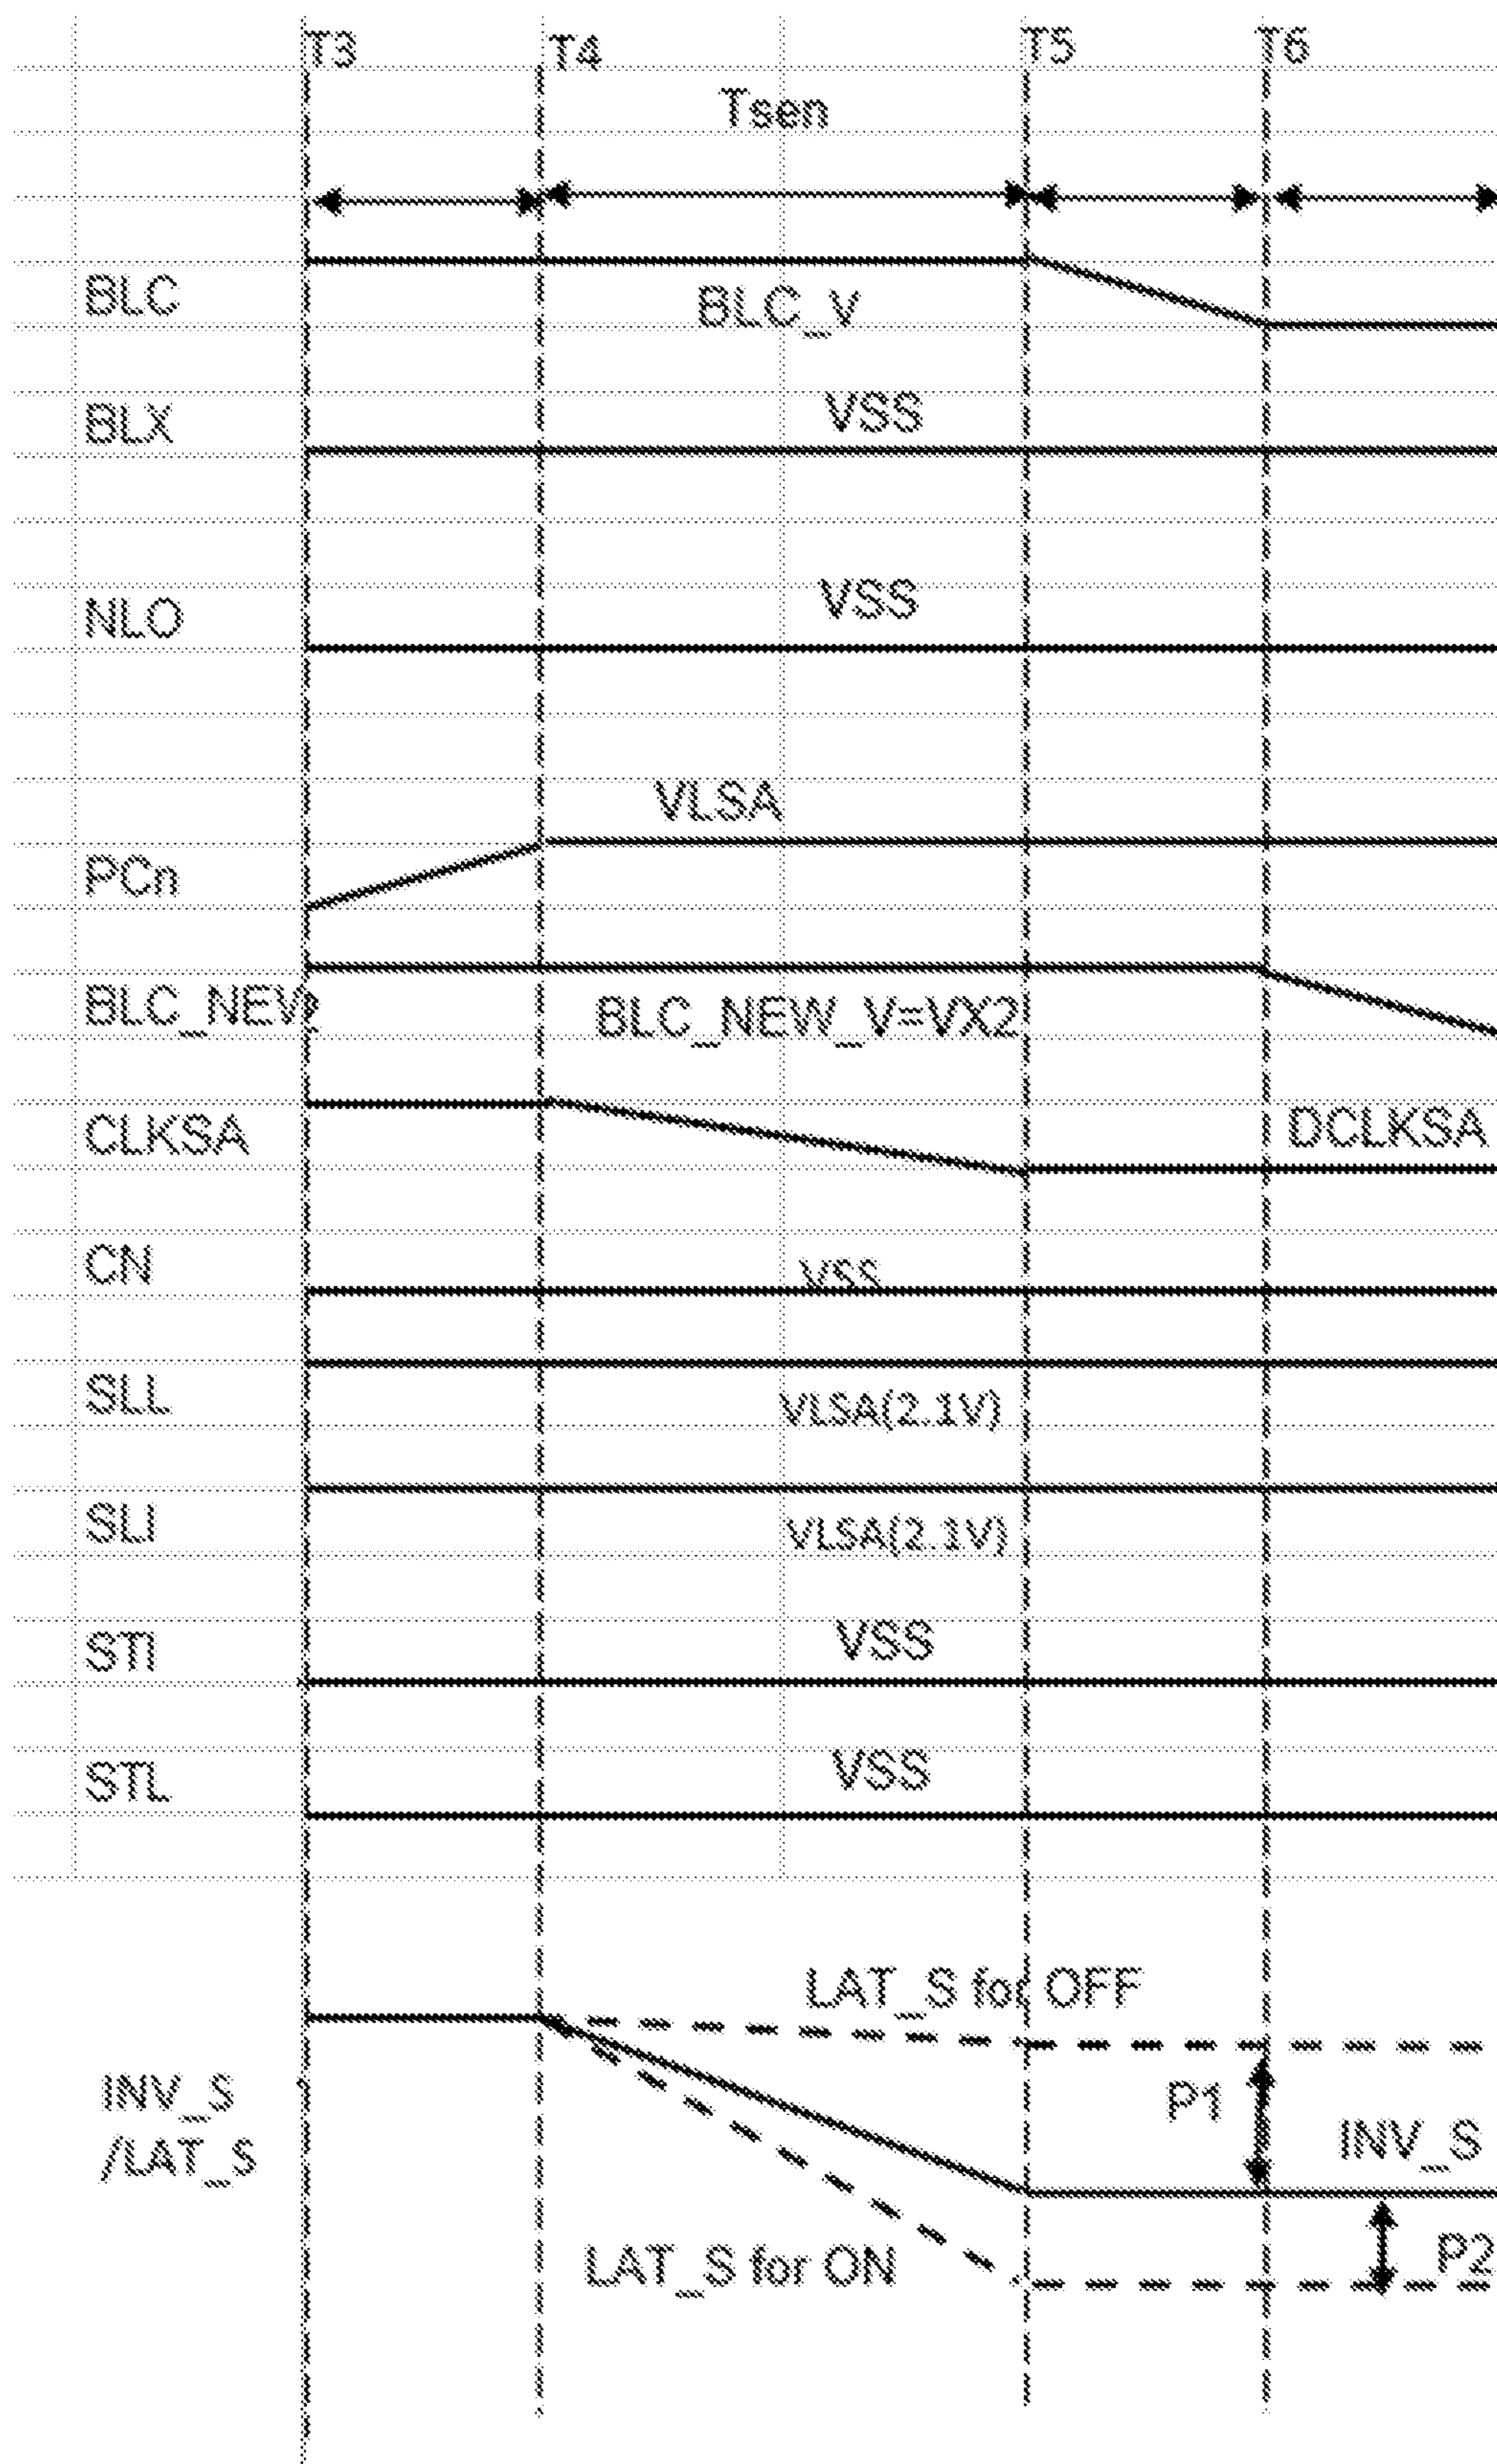 T3
T4
T5
T6
Tsen
BLC
BLC_V
BLX
VSS
NLO
VSS
VLSA
PCn
BLC_NEW
BLC_NEW_V=VX2
CLKSA
DCLKSA
CN
VSS
SLL
VLSA(2.1V)
SLI
VLSA(2.1V)
STI
VSS
STL
VSS
LAT_S for OFF
INV_S
/LAT_S
P1
INV_S
LAT_S for ON
P2